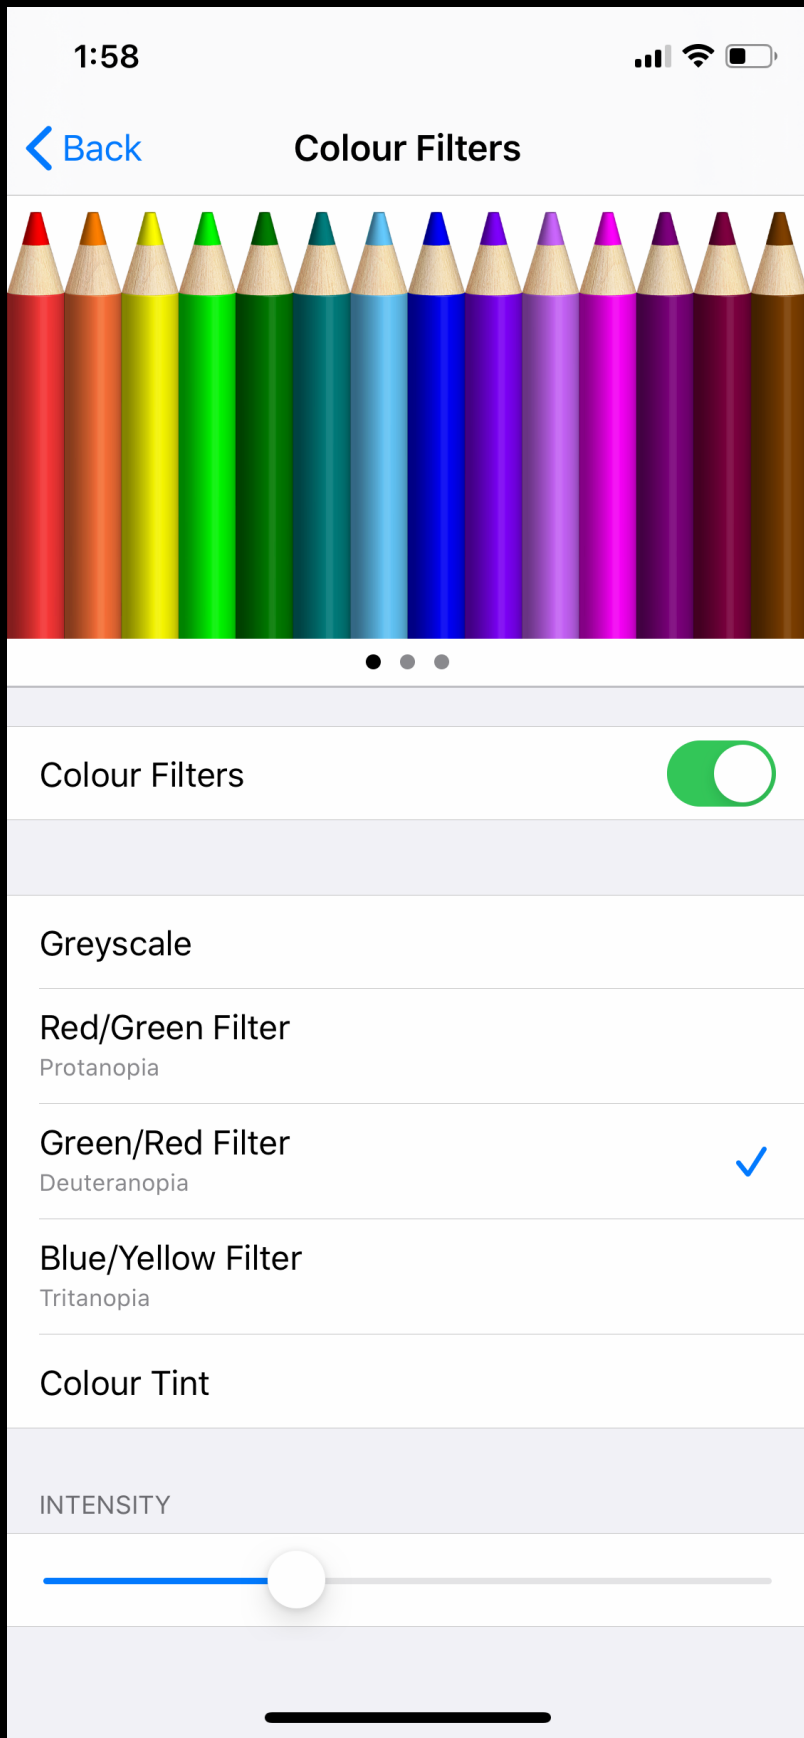 1:58
Back
Colour Filters
Colour Filters
Greyscale
Red/Green Filter
Protanopia
Green/Red Filter
Deuteranopia
Blue/Yellow Filter
Tritanopia
Colour Tint
INTENSITY